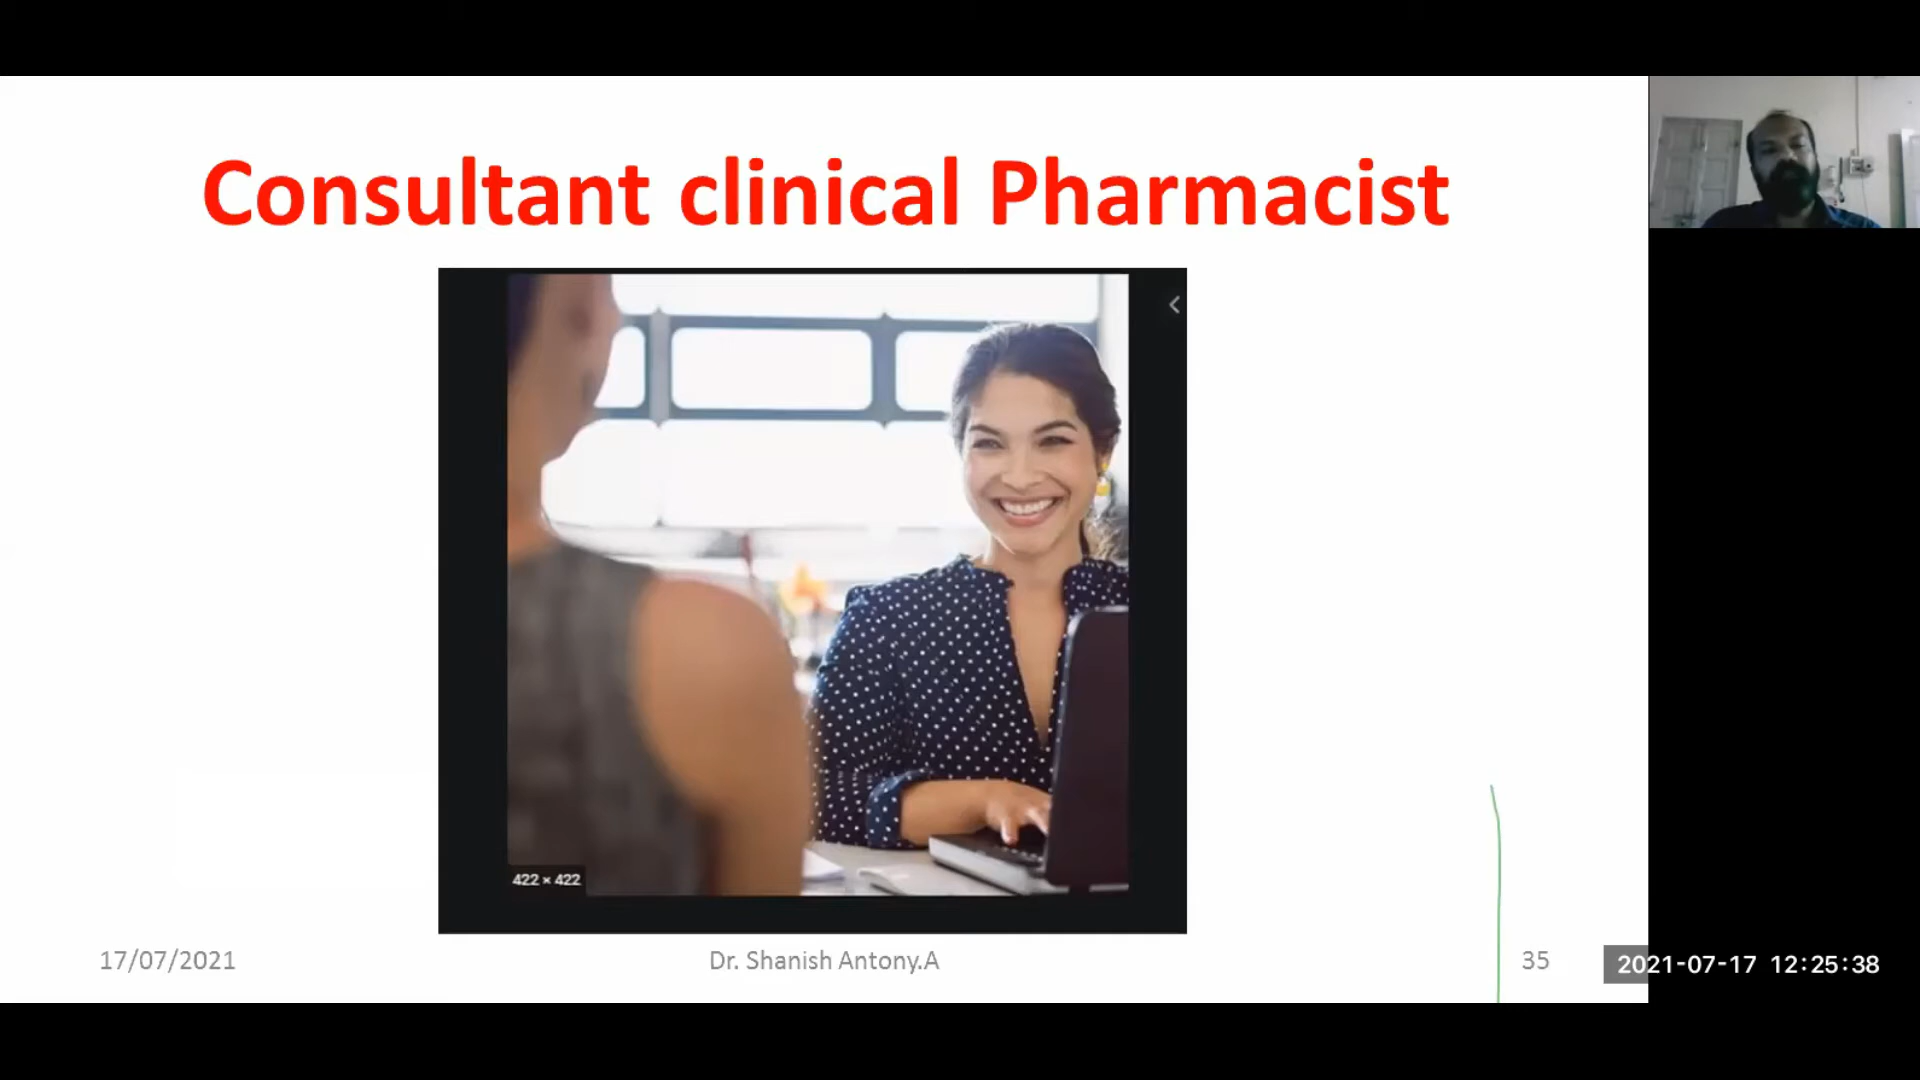 Consultant clinical Pharmacist
422 × 422
17/07/2021
Dr. Shanish Antony.A
35
2021-07-17 12:25:38